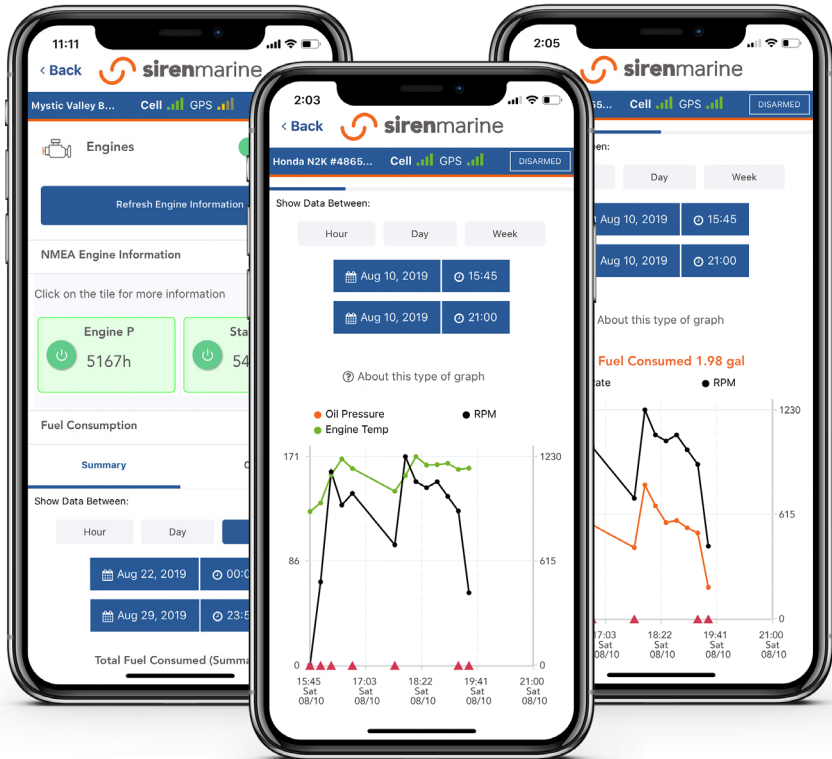 11:11
< Back
sirenmarine
Mystic Valley B...
Cell
GPS
Engines
Refresh Engine Information
NMEA Engine Information
Click on the tile for more information
Engine P
5167h
Fuel Consumption
Summary
Show Data Between:
Hour
Day
Aug 22, 2019
Aug 29, 2019
Total Fuel Consumed
2:03
< Back
sirenmarine
Honda N2K #4865...
Cell
GPS
DISARMED
Show Data Between:
Hour
Day
Week
Aug 10, 2019
15:45
Aug 10, 2019
21:00
About this type of graph
Oil Pressure
RPM
Engine Temp
171
1230
86
615
0
0
15:45 17:03 18:22 19:41 21:00
Sat Sat Sat Sat Sat
08/10 08/10 08/10 08/10 08/10
2:05
sirenmarine
Cell
GPS
DISARMED
Day
Week
Aug 10, 2019
15:45
Aug 10, 2019
21:00
About this type of graph
Fuel Consumed 1.98 gal
RPM
1230
615
0
17:03 18:22 19:41 21:00
Sat Sat Sat Sat
08/10 08/10 08/10 08/10